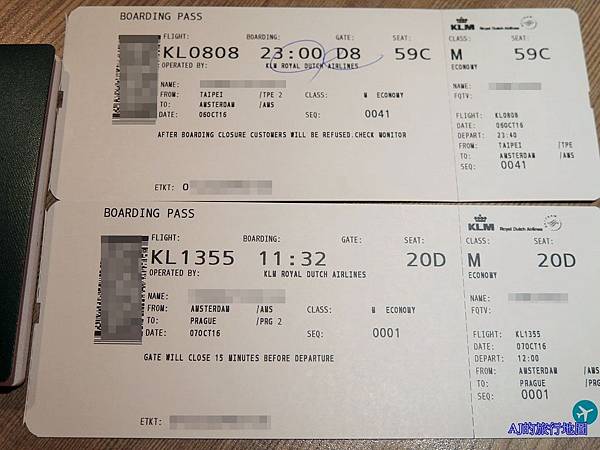 BOARDING PASS
FLIGHT: BOARDING: GATE: SEAT:
KL0808 23:00 D8 59C
OPERATED BY: KLM ROYAL DUTCH AIRLINES
NAME:
FROM: TAIPEI /TPE 2 CLASS: M ECONOMY
TO: AMSTERDAM /AMS
DATE: 06OCT16 SEQ: 0041
AFTER BOARDING CLOSURE CUSTOMERS WILL BE REFUSED.CHECK MONITOR
ETKT: 0
KLM Royal Dutch Airlines
CLASS: SEAT:
M 59C
ECONOMY
NAME:
FQTV:
FLIGHT: KL0808
DATE: 06OCT16
DEPART: 23:40
FROM: TAIPEI /TPE
TO: AMSTERDAM /AMS
SEQ: 0041
BOARDING PASS
FLIGHT: BOARDING: GATE: SEAT:
KL1355 11:32 20D
OPERATED BY: KLM ROYAL DUTCH AIRLINES
NAME:
FROM: AMSTERDAM /AMS CLASS: M ECONOMY
TO: PRAGUE /PRG 2
DATE: 07OCT16 SEQ: 0001
GATE WILL CLOSE 15 MINUTES BEFORE DEPARTURE
ETKT:
KLM Royal Dutch Airlines
CLASS: SEAT:
M 20D
ECONOMY
NAME:
FQTV:
FLIGHT: KL1355
DATE: 07OCT16
DEPART: 12:00
FROM: AMSTERDAM /AMS
TO: PRAGUE /PRG
SEQ: 0001
AJ的旅行地圖